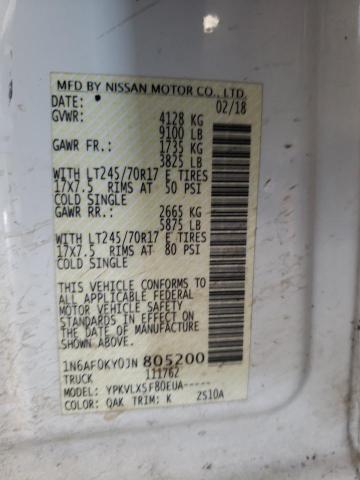 MFD BY NISSAN MOTOR CO., LTD.
DATE: 02/18
GVWR: 4128 KG
9100 LB
GAWR FR.: 1735 KG
3825 LB
WITH LT245/70R17 E TIRES
17X7.5 RIMS AT 50 PSI
COLD SINGLE
GAWR RR: 2665 KG
5875 LB
WITH LT245/70R17 E TIRES
17X7.5 RIMS AT 80 PSI
COLD SINGLE
THIS VEHICLE CONFORMS TO
ALL APPLICABLE FEDERAL
MOTOR VEHICLE SAFETY
STANDARDS IN EFFECT ON
THE DATE OF MANUFACTURE
SHOWN ABOVE.
1N6AF0KY0JN805200
TRUCK 111762
MODEL: YPKVLX5F80EUA-----
COLOR: QAK TRIM: K ZS10A